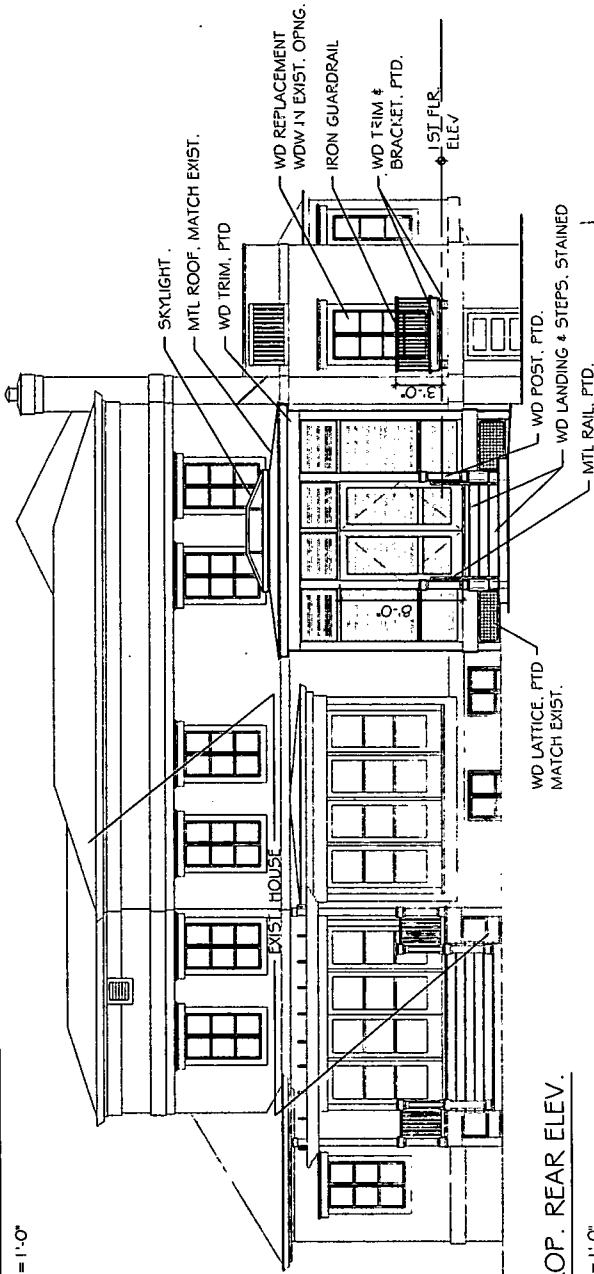 = 1'-0"
SKYLIGHT.
MTL ROOF, MATCH EXIST.
WD TRIM, PTD
WD REPLACEMENT
WDW IN EXIST. OPNG.
IRON GUARDRAIL
WD TRIM &
BRACKET, PTD.
1ST FLR.
ELEV
3'-0"
8'-0"
EXIST. HOUSE
WD POST, PTD.
WD LANDING & STEPS, STAINED
MTL RAIL, PTD.
WD LATTICE, PTD
MATCH EXIST.
OP. REAR ELEV.
= 1'-0"